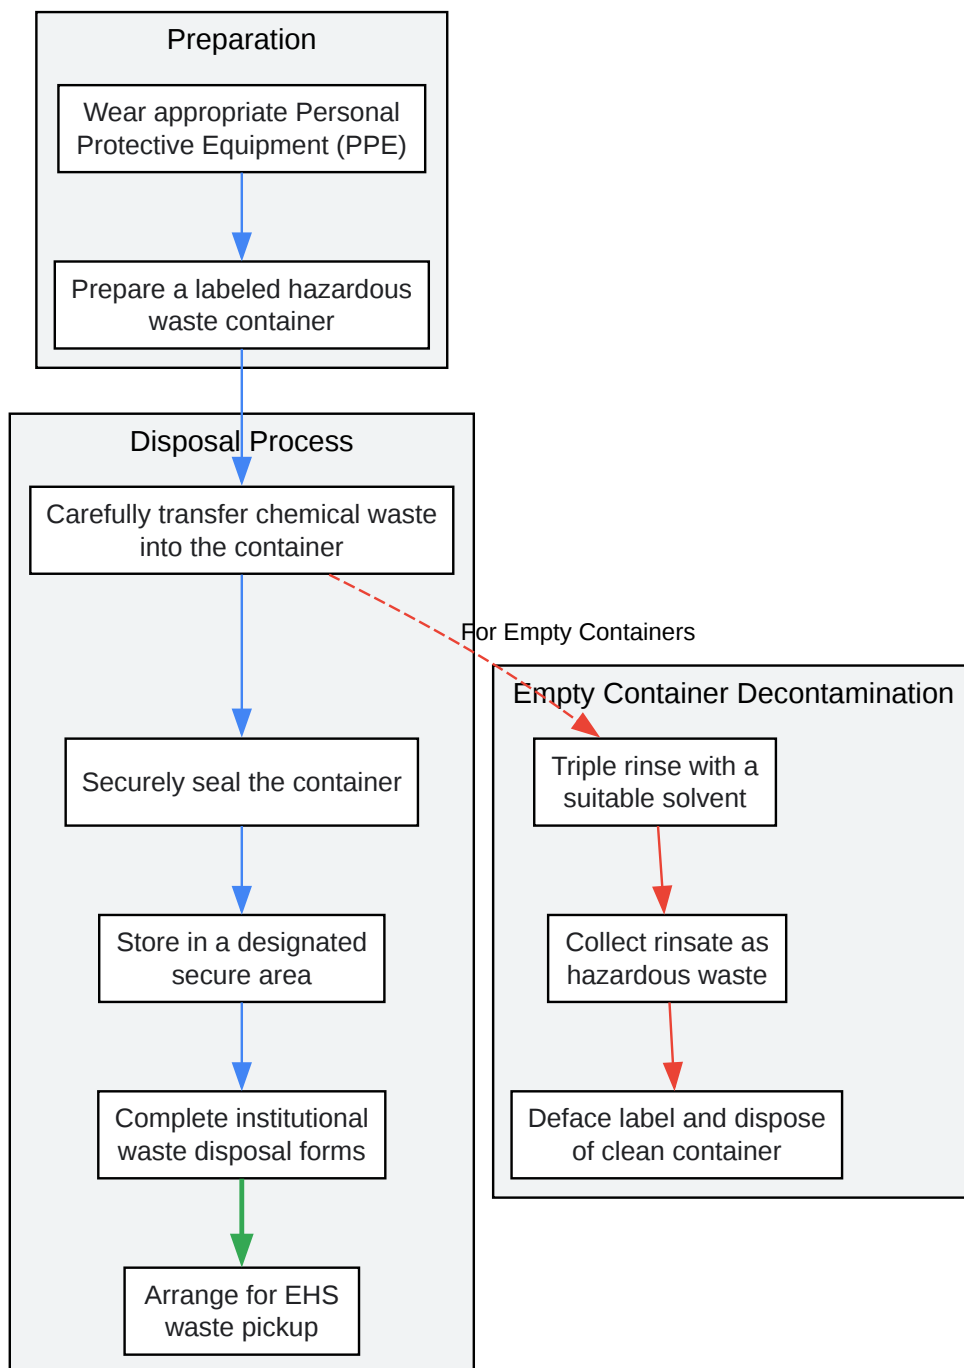 Preparation
Wear appropriate Personal
Protective Equipment (PPE)
Prepare a labeled hazardous
waste container
Disposal Process
Carefully transfer chemical waste
into the container
For Empty Containers
Empty Container Decontamination
Securely seal the container
Triple rinse with a
suitable solvent
Store in a designated
secure area
Collect rinsate as
hazardous waste
Complete institutional
waste disposal forms
Deface label and dispose
of clean container
Arrange for EHS
waste pickup